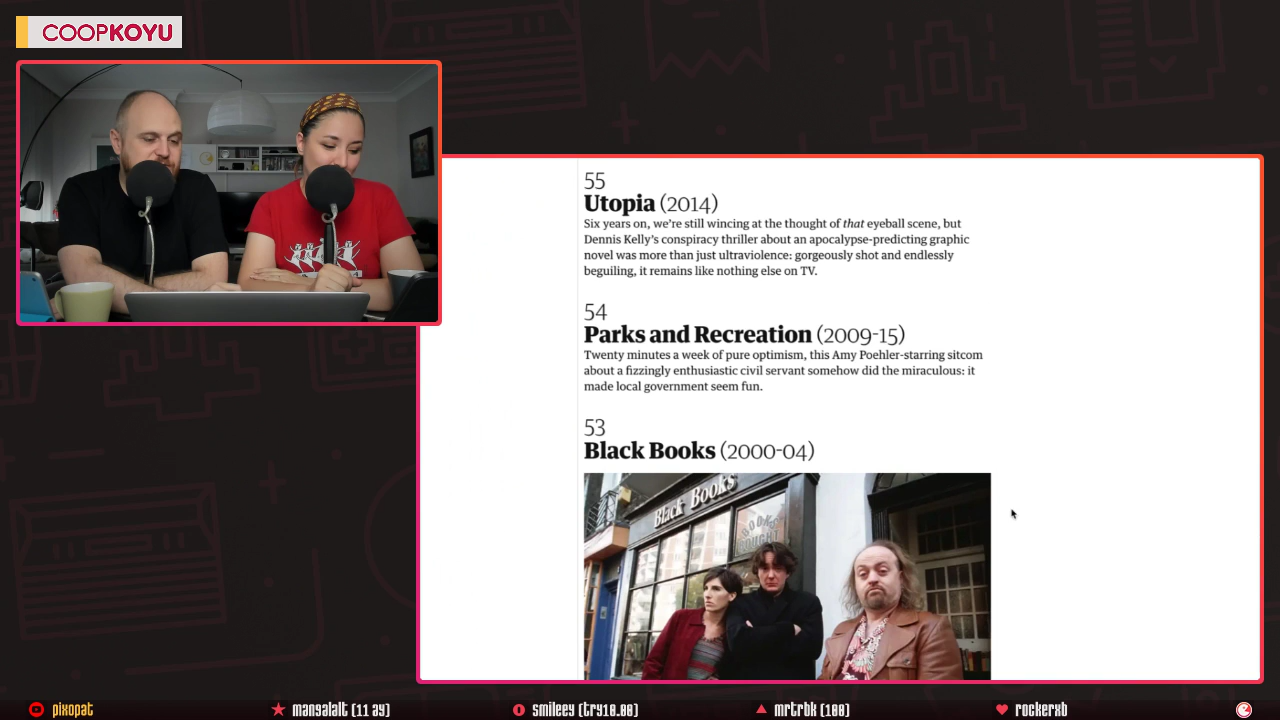 COOPKOYU
55
Utopia (2014)
Six years on, we're still wincing at the thought of that eyeball scene, but
Dennis Kelly's conspiracy thriller about an apocalypse-predicting graphic
novel was more than just ultraviolence: gorgeously shot and endlessly
beguiling, it remains like nothing else on TV.
54
Parks and Recreation (2009-15)
Twenty minutes a week of pure optimism, this Amy Poehler-starring sitcom
about a fizzingly enthusiastic civil servant somehow did the miraculous: it
made local government seem fun.
53
Black Books (2000-04)
Black Books
BOOKS
BOUGHT
pixopat
mangalalt (11 ay)
smileey (try10.00)
mrtrbk (100)
rockerxb